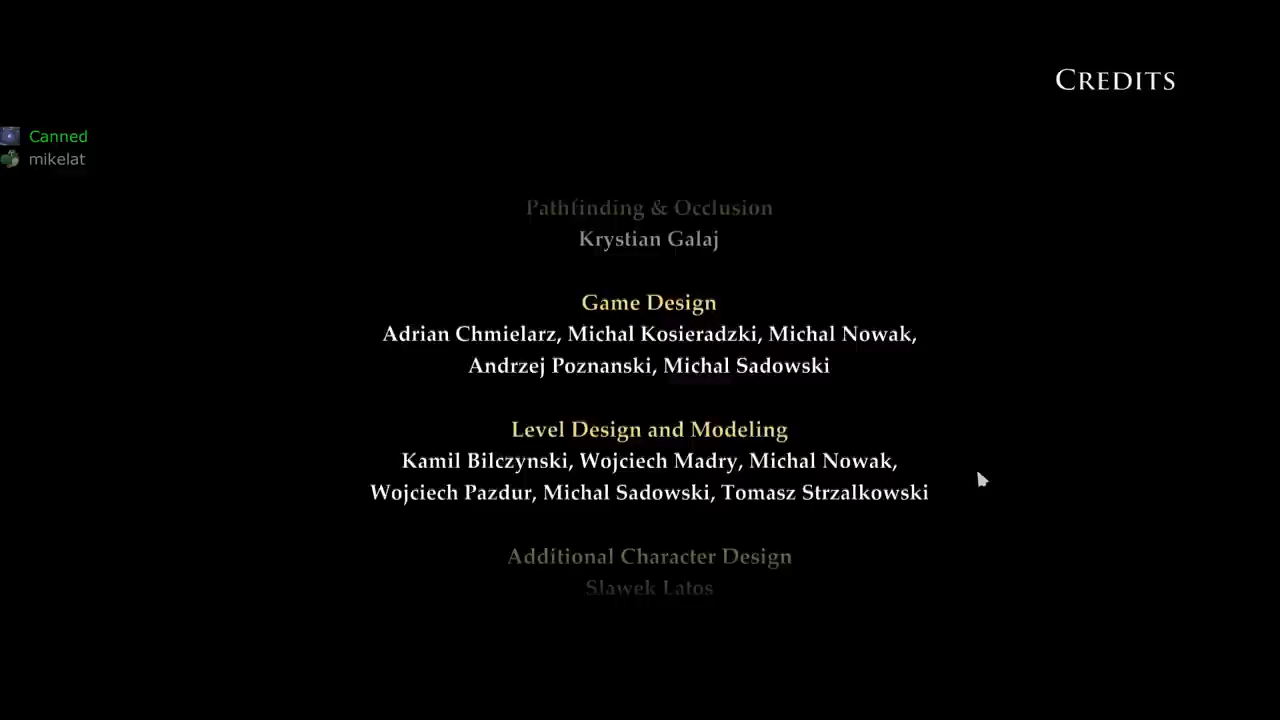 CREDITS
Canned
mikelat
Pathfinding & Occlusion
Krystian Galaj
Game Design
Adrian Chmielarz, Michal Kosieradzki, Michal Nowak,
Andrzej Poznanski, Michal Sadowski
Level Design and Modeling
Kamil Bilczynski, Wojciech Madry, Michal Nowak,
Wojciech Pazdur, Michal Sadowski, Tomasz Strzalkowski
Additional Character Design
Slawek Latos